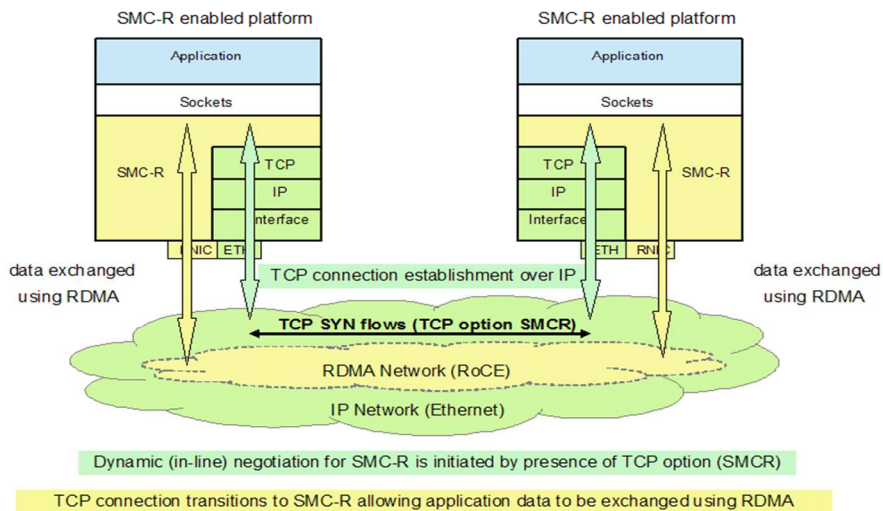 SMC-R enabled platform
SMC-R enabled platform
Application
Application
Sockets
Sockets
TCP
TCP
SMC-R
SMC-R
IP
IP
Interface
Interface
RNIC
ETH
ETH
RNIC
data exchanged
using RDMA
TCP connection establishment over IP
data exchanged
using RDMA
TCP SYN flows (TCP option SMCR)
RDMA Network (RoCE)
IP Network (Ethernet)
Dynamic (in-line) negotiation for SMC-R is initiated by presence of TCP option (SMCR)
TCP connection transitions to SMC-R allowing application data to be exchanged using RDMA